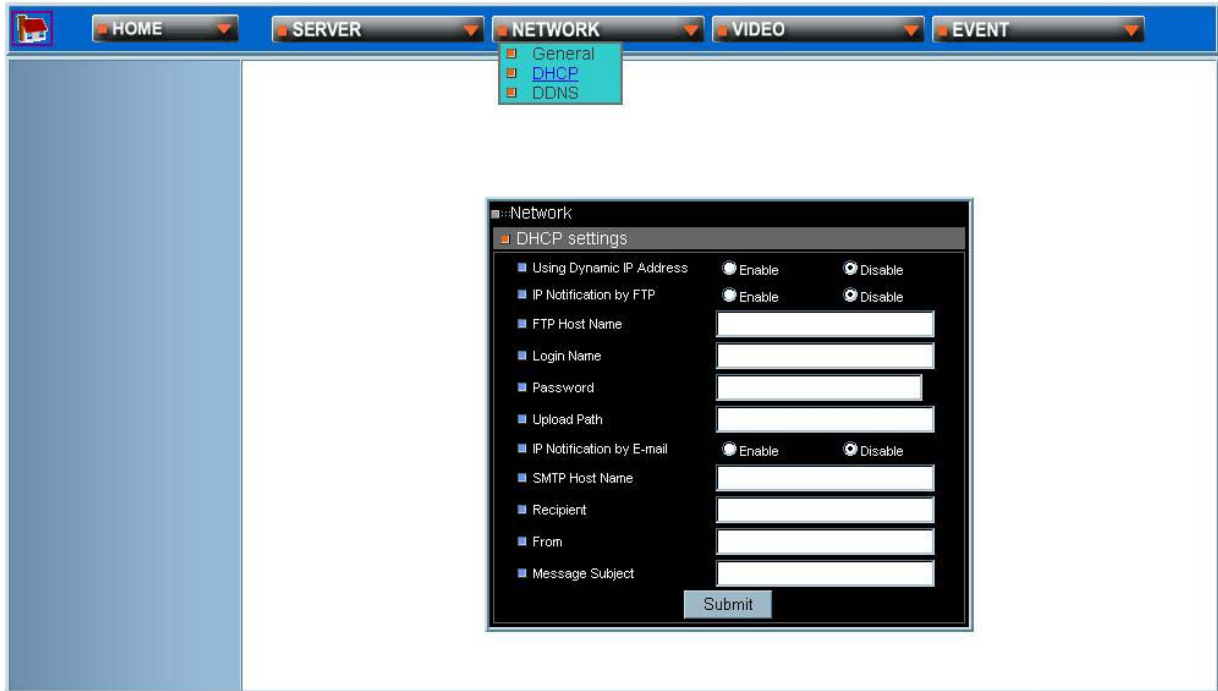 HOME SERVER NETWORK VIDEO EVENT
General
DHCP
DDNS
Network
DHCP settings
Using Dynamic IP Address Enable Disable
IP Notification by FTP Enable Disable
FTP Host Name
Login Name
Password
Upload Path
IP Notification by E-mail Enable Disable
SMTP Host Name
Recipient
From
Message Subject
Submit